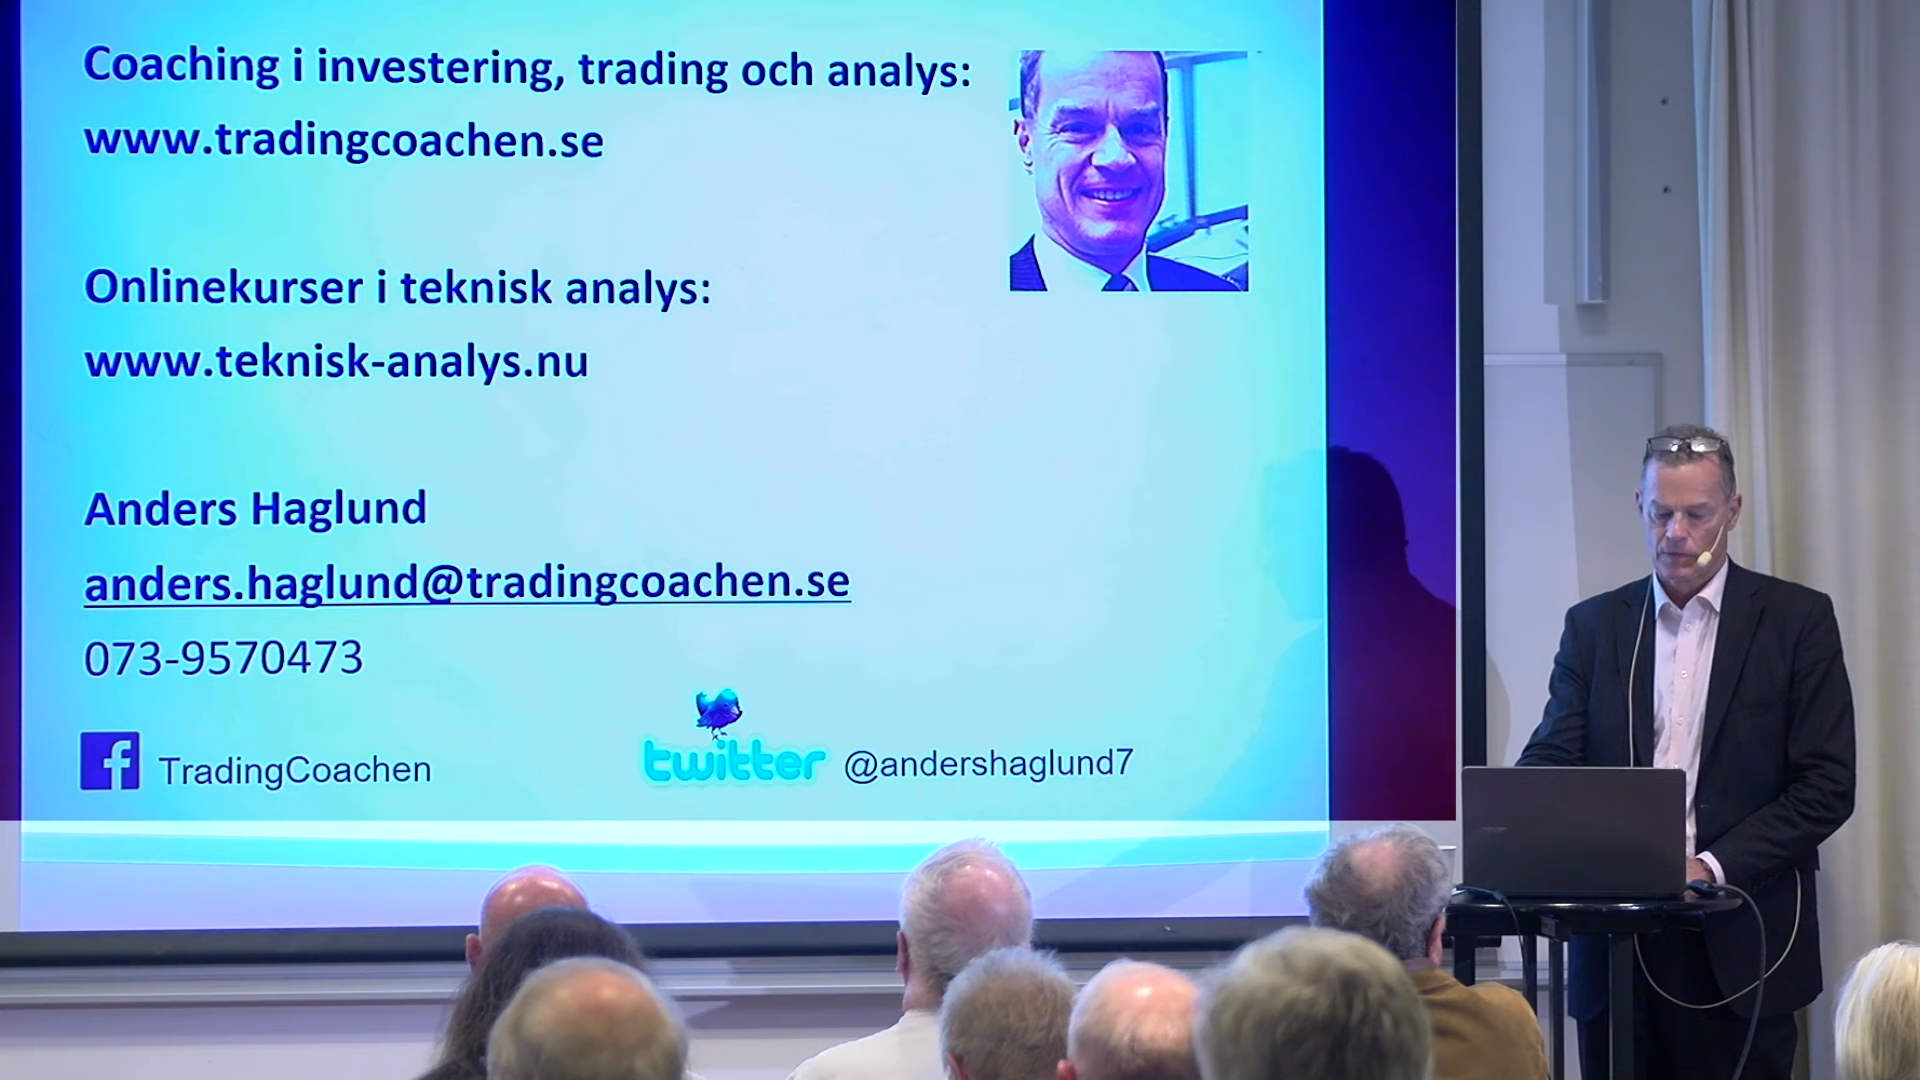 Coaching i investering, trading och analys:
www.tradingcoachen.se
Onlinekurser i teknisk analys:
www.teknisk-analys.nu
Anders Haglund
anders.haglund@tradingcoachen.se
073-9570473
f TradingCoachen
twitter @andershaglund7